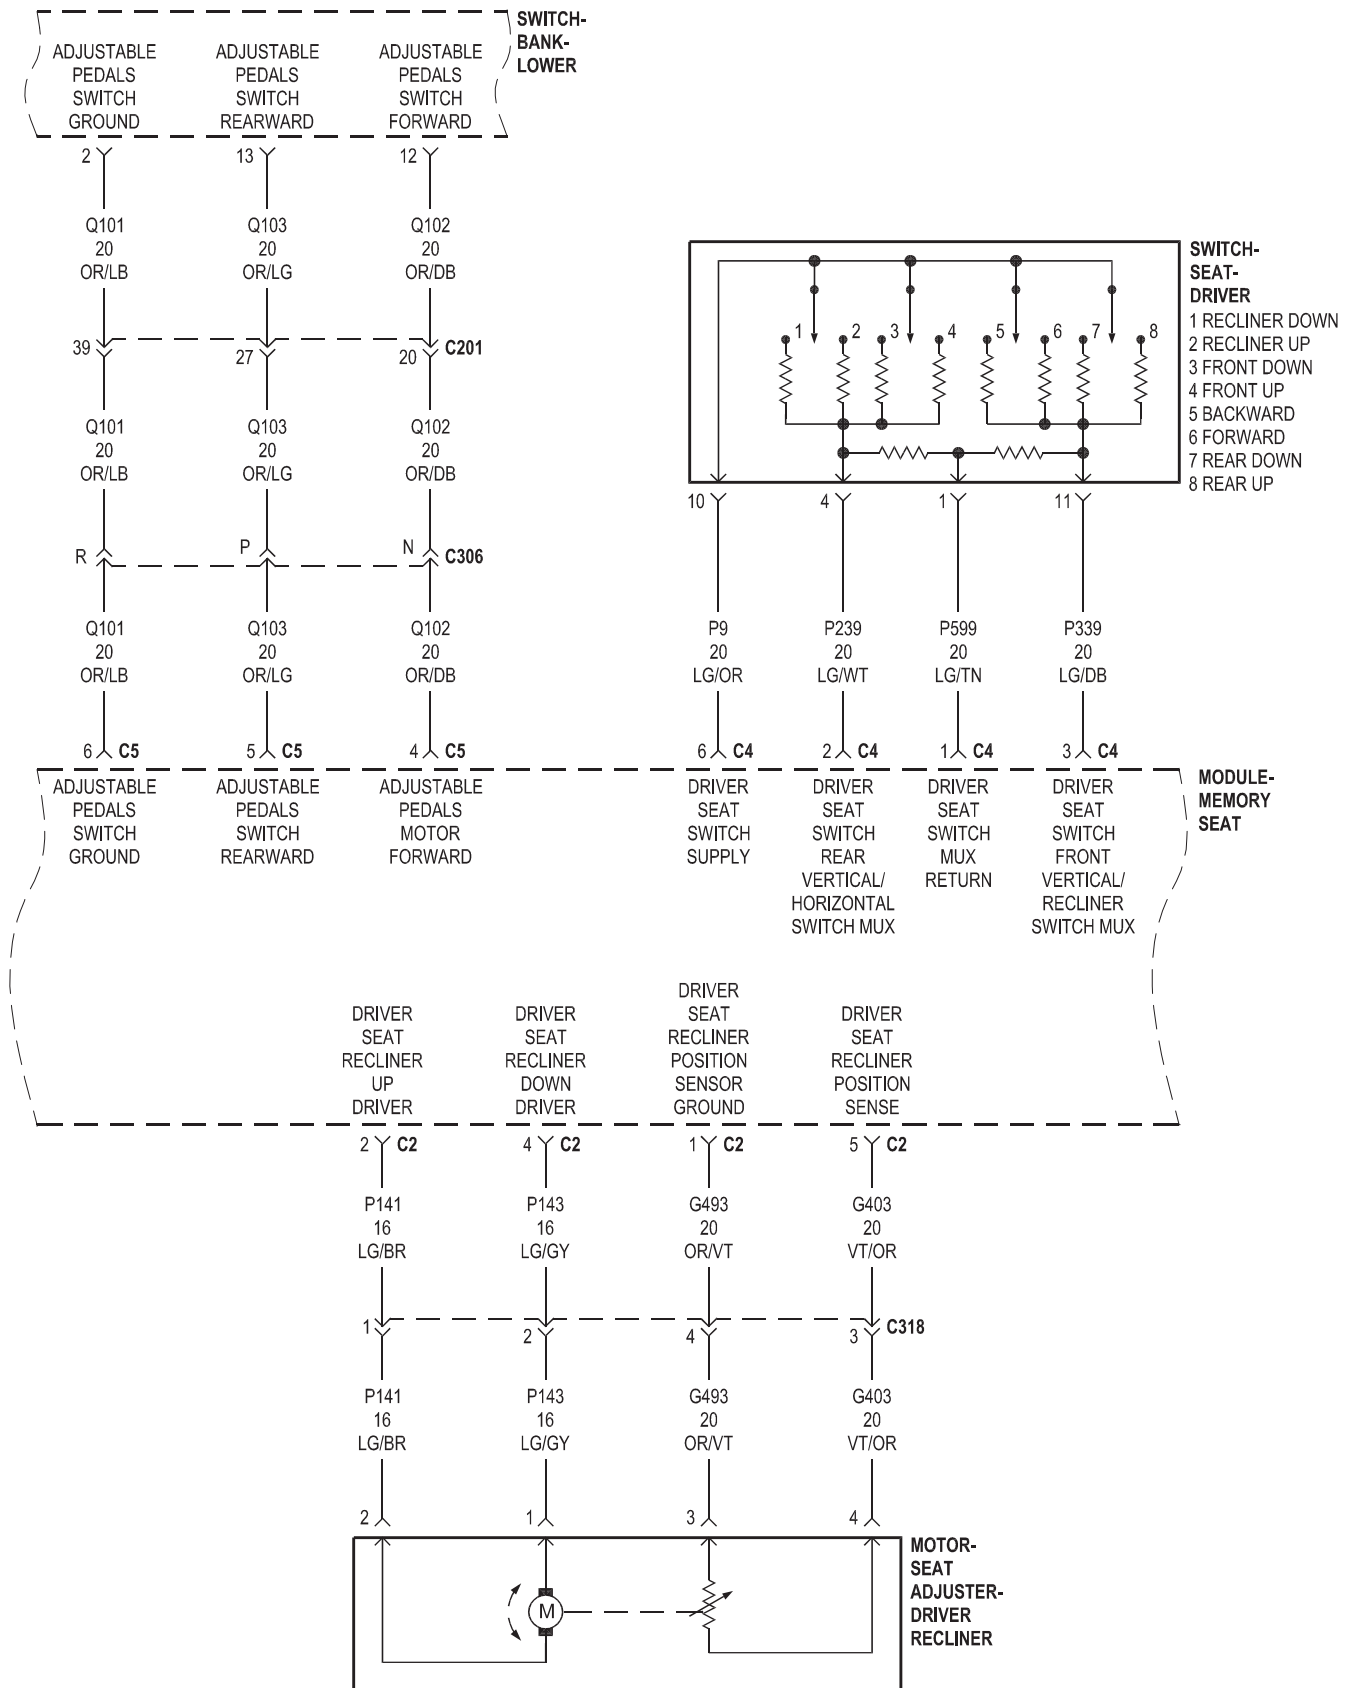 SWITCH-
BANK-
LOWER
ADJUSTABLE
PEDALS
SWITCH
GROUND
ADJUSTABLE
PEDALS
SWITCH
REARWARD
ADJUSTABLE
PEDALS
SWITCH
FORWARD
2
13
12
Q101
20
OR/LB
Q103
20
OR/LG
Q102
20
OR/DB
39
27
20
C201
Q101
20
OR/LB
Q103
20
OR/LG
Q102
20
OR/DB
R
P
N
C306
Q101
20
OR/LB
Q103
20
OR/LG
Q102
20
OR/DB
6 C5
5 C5
4 C5
SWITCH-
SEAT-
DRIVER
1 RECLINER DOWN
2 RECLINER UP
3 FRONT DOWN
4 FRONT UP
5 BACKWARD
6 FORWARD
7 REAR DOWN
8 REAR UP
1
2
3
4
5
6
7
8
10
4
1
11
P9
20
LG/OR
P239
20
LG/WT
P599
20
LG/TN
P339
20
LG/DB
6 C4
2 C4
1 C4
3 C4
MODULE-
MEMORY
SEAT
ADJUSTABLE
PEDALS
SWITCH
GROUND
ADJUSTABLE
PEDALS
SWITCH
REARWARD
ADJUSTABLE
PEDALS
MOTOR
FORWARD
DRIVER
SEAT
SWITCH
SUPPLY
DRIVER
SEAT
SWITCH
REAR
VERTICAL/
HORIZONTAL
SWITCH MUX
DRIVER
SEAT
SWITCH
MUX
RETURN
DRIVER
SEAT
SWITCH
FRONT
VERTICAL/
RECLINER
SWITCH MUX
DRIVER
SEAT
RECLINER
UP
DRIVER
DRIVER
SEAT
RECLINER
DOWN
DRIVER
DRIVER
SEAT
RECLINER
POSITION
SENSOR
GROUND
DRIVER
SEAT
RECLINER
POSITION
SENSE
2 C2
4 C2
1 C2
5 C2
P141
16
LG/BR
P143
16
LG/GY
G493
20
OR/VT
G403
20
VT/OR
1
2
4
3
C318
P141
16
LG/BR
P143
16
LG/GY
G493
20
OR/VT
G403
20
VT/OR
2
1
3
4
M
MOTOR-
SEAT
ADJUSTER-
DRIVER
RECLINER